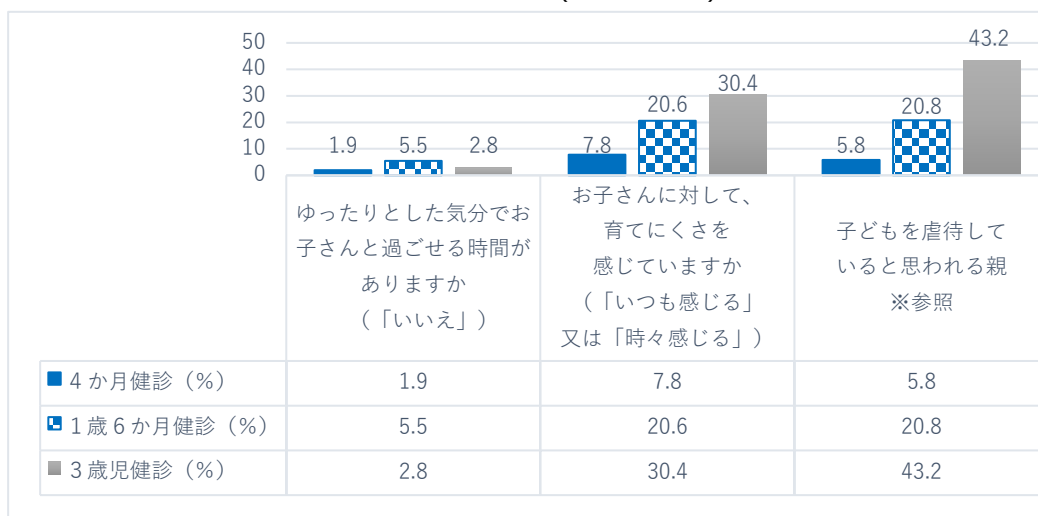 50
40
30
20
10
0
1.9 5.5 2.8
7.8 20.6 30.4
5.8 20.8 43.2
ゆったりとした気分でお
子さんと過ごせる時間が
ありますか
（「いいえ」）
お子さんに対して、
育てにくさを
感じていますか
（「いつも感じる」
又は「時々感じる」）
子どもを虐待して
いると思われる親
※参照
4か月健診（%） 1.9 7.8 5.8
1歳6か月健診（%） 5.5 20.6 20.8
3歳児健診（%） 2.8 30.4 43.2